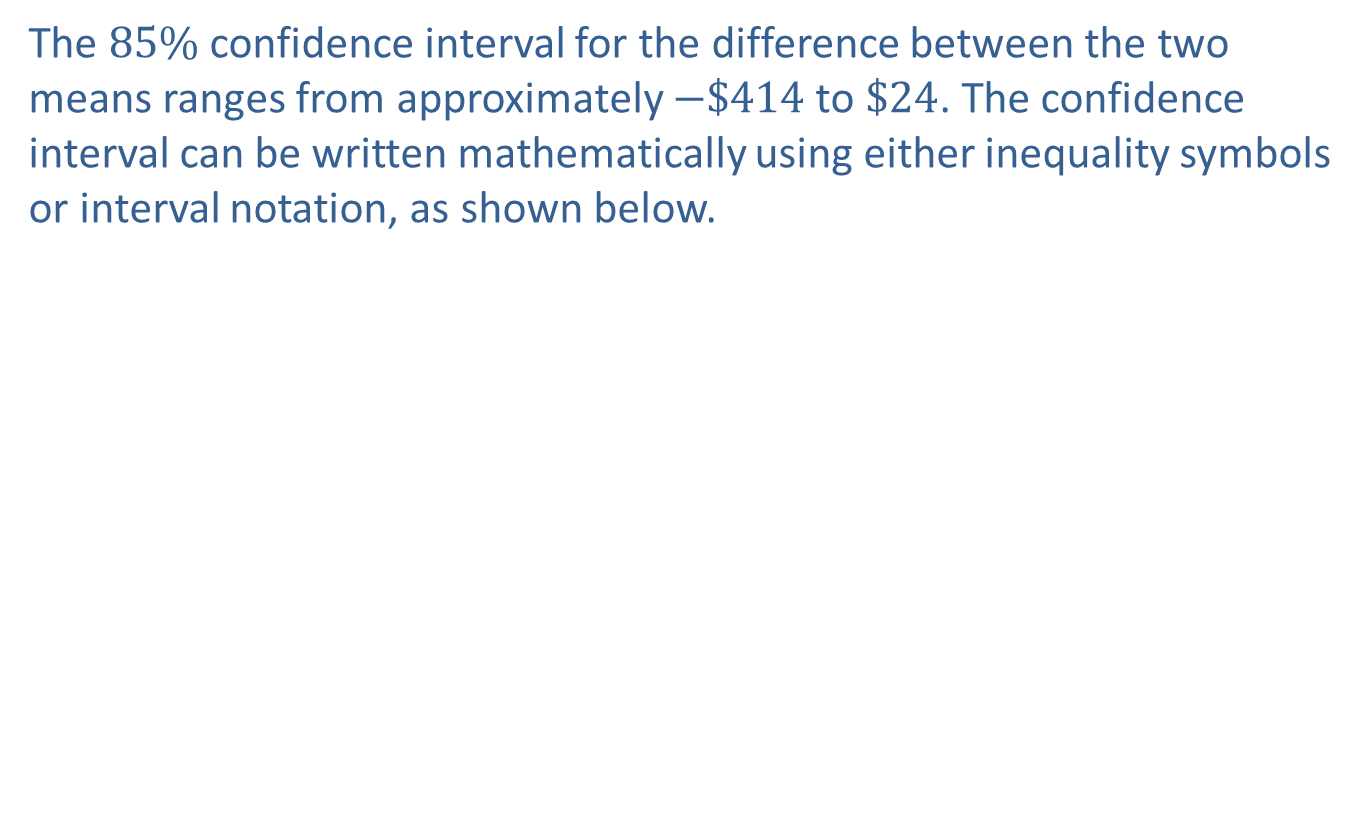 The 85% confidence interval for the difference between the two
means ranges from approximately −$414 to $24. The confidence
interval can be written mathematically using either inequality symbols
or interval notation, as shown below.